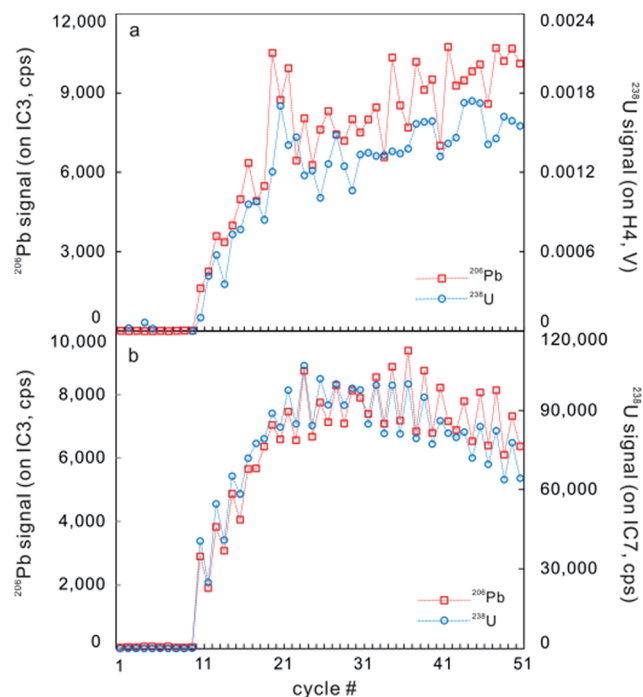 a
12,000
9,000
6,000
3,000
0
²⁰⁶Pb signal (on IC3, cps)
0.0024
0.0018
0.0012
0.0006
0
²³⁸U signal (on H4, V)
²⁰⁶Pb
²³⁸U
b
10,000
8,000
6,000
4,000
2,000
0
²⁰⁶Pb signal (on IC3, cps)
120,000
90,000
60,000
30,000
0
²³⁸U signal (on IC7, cps)
²⁰⁶Pb
²³⁸U
1 11 21 31 41 51
cycle #